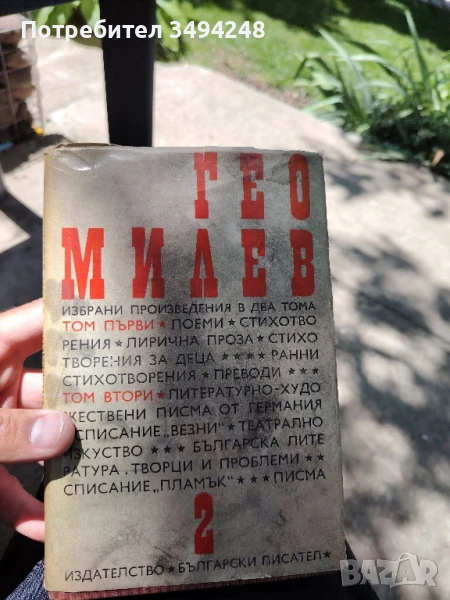 Потребител 3494248
ГЕО
МИЛЕВ
ИЗБРАНИ ПРОИЗВЕДЕНИЯ В ДВА ТОМА
ТОМ ПЪРВИ ★ ПОЕМИ ★ СТИХОТВО
РЕНИЯ ★ ЛИРИЧНА ПРОЗА ★ СТИХО
ТВОРЕНИЯ ЗА ДЕЦА ★★★★ РАННИ
СТИХОТВОРЕНИЯ ★ ПРЕВОДИ ★★★
ТОМ ВТОРИ ★ ЛИТЕРАТУРНО-ХУДО
ЖЕСТВЕНИ ПИСМА ОТ ГЕРМАНИЯ
СПИСАНИЕ „ВЕЗНИ" ★ ТЕАТРАЛНО
ИЗКУСТВО ★★★ БЪЛГАРСКА ЛИТЕ
РАТУРА . ТВОРЦИ И ПРОБЛЕМИ ★★
СПИСАНИЕ „ПЛАМЪК" ★★★ ПИСМА
2
ИЗДАТЕЛСТВО ★ БЪЛГАРСКИ ПИСАТЕЛ ★
BAZAR